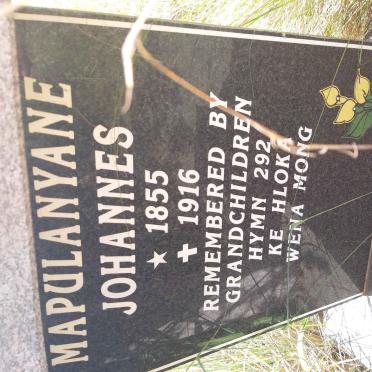 MAPULANYANE
JOHANNES
★ 1855
✝ 1916
REMEMBERED BY
GRANDCHILDREN
HYMN 292
KE HLOKA
WENA MONG